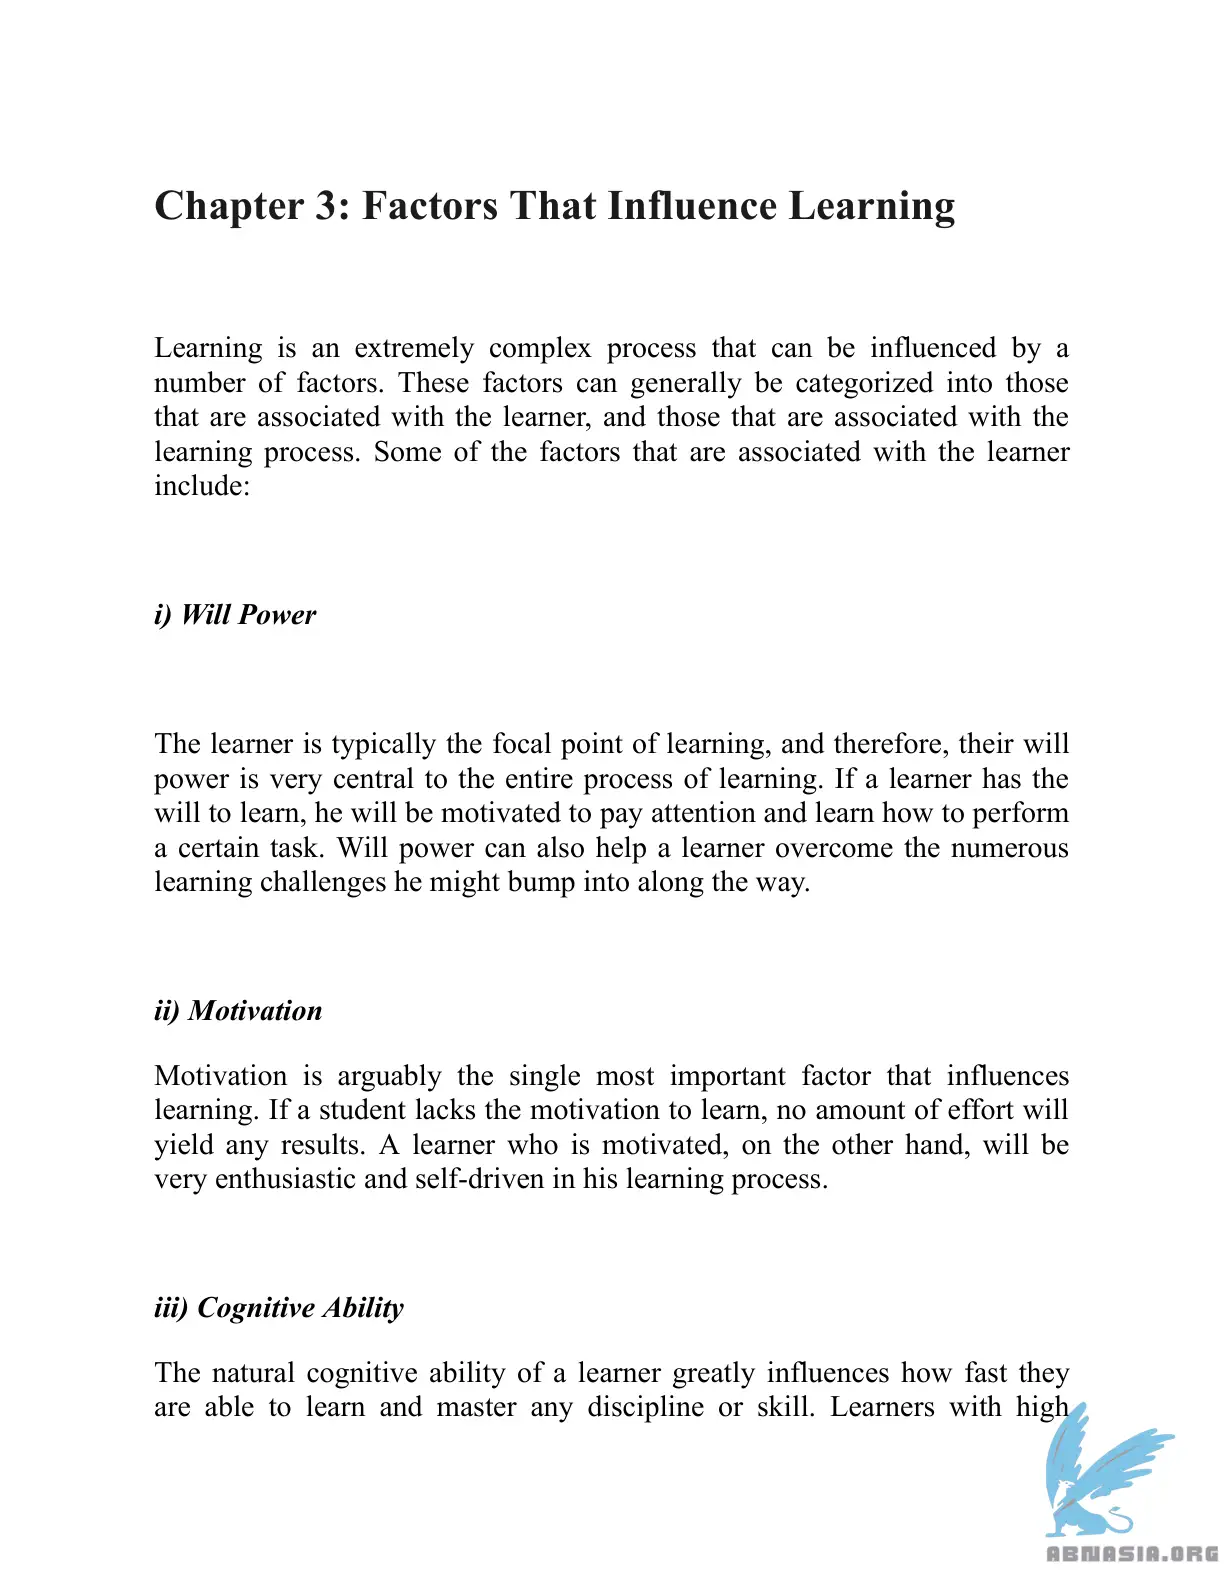 Chapter 3: Factors That Influence Learning
Learning is an extremely complex process that can be influenced by a
number of factors. These factors can generally be categorized into those
that are associated with the learner, and those that are associated with the
learning process. Some of the factors that are associated with the learner
include:
i) Will Power
The learner is typically the focal point of learning, and therefore, their will
power is very central to the entire process of learning. If a learner has the
will to learn, he will be motivated to pay attention and learn how to perform
a certain task. Will power can also help a learner overcome the numerous
learning challenges he might bump into along the way.
ii) Motivation
Motivation is arguably the single most important factor that influences
learning. If a student lacks the motivation to learn, no amount of effort will
yield any results. A learner who is motivated, on the other hand, will be
very enthusiastic and self-driven in his learning process.
iii) Cognitive Ability
The natural cognitive ability of a learner greatly influences how fast they
are able to learn and master any discipline or skill. Learners with high
ABNASIA.ORG